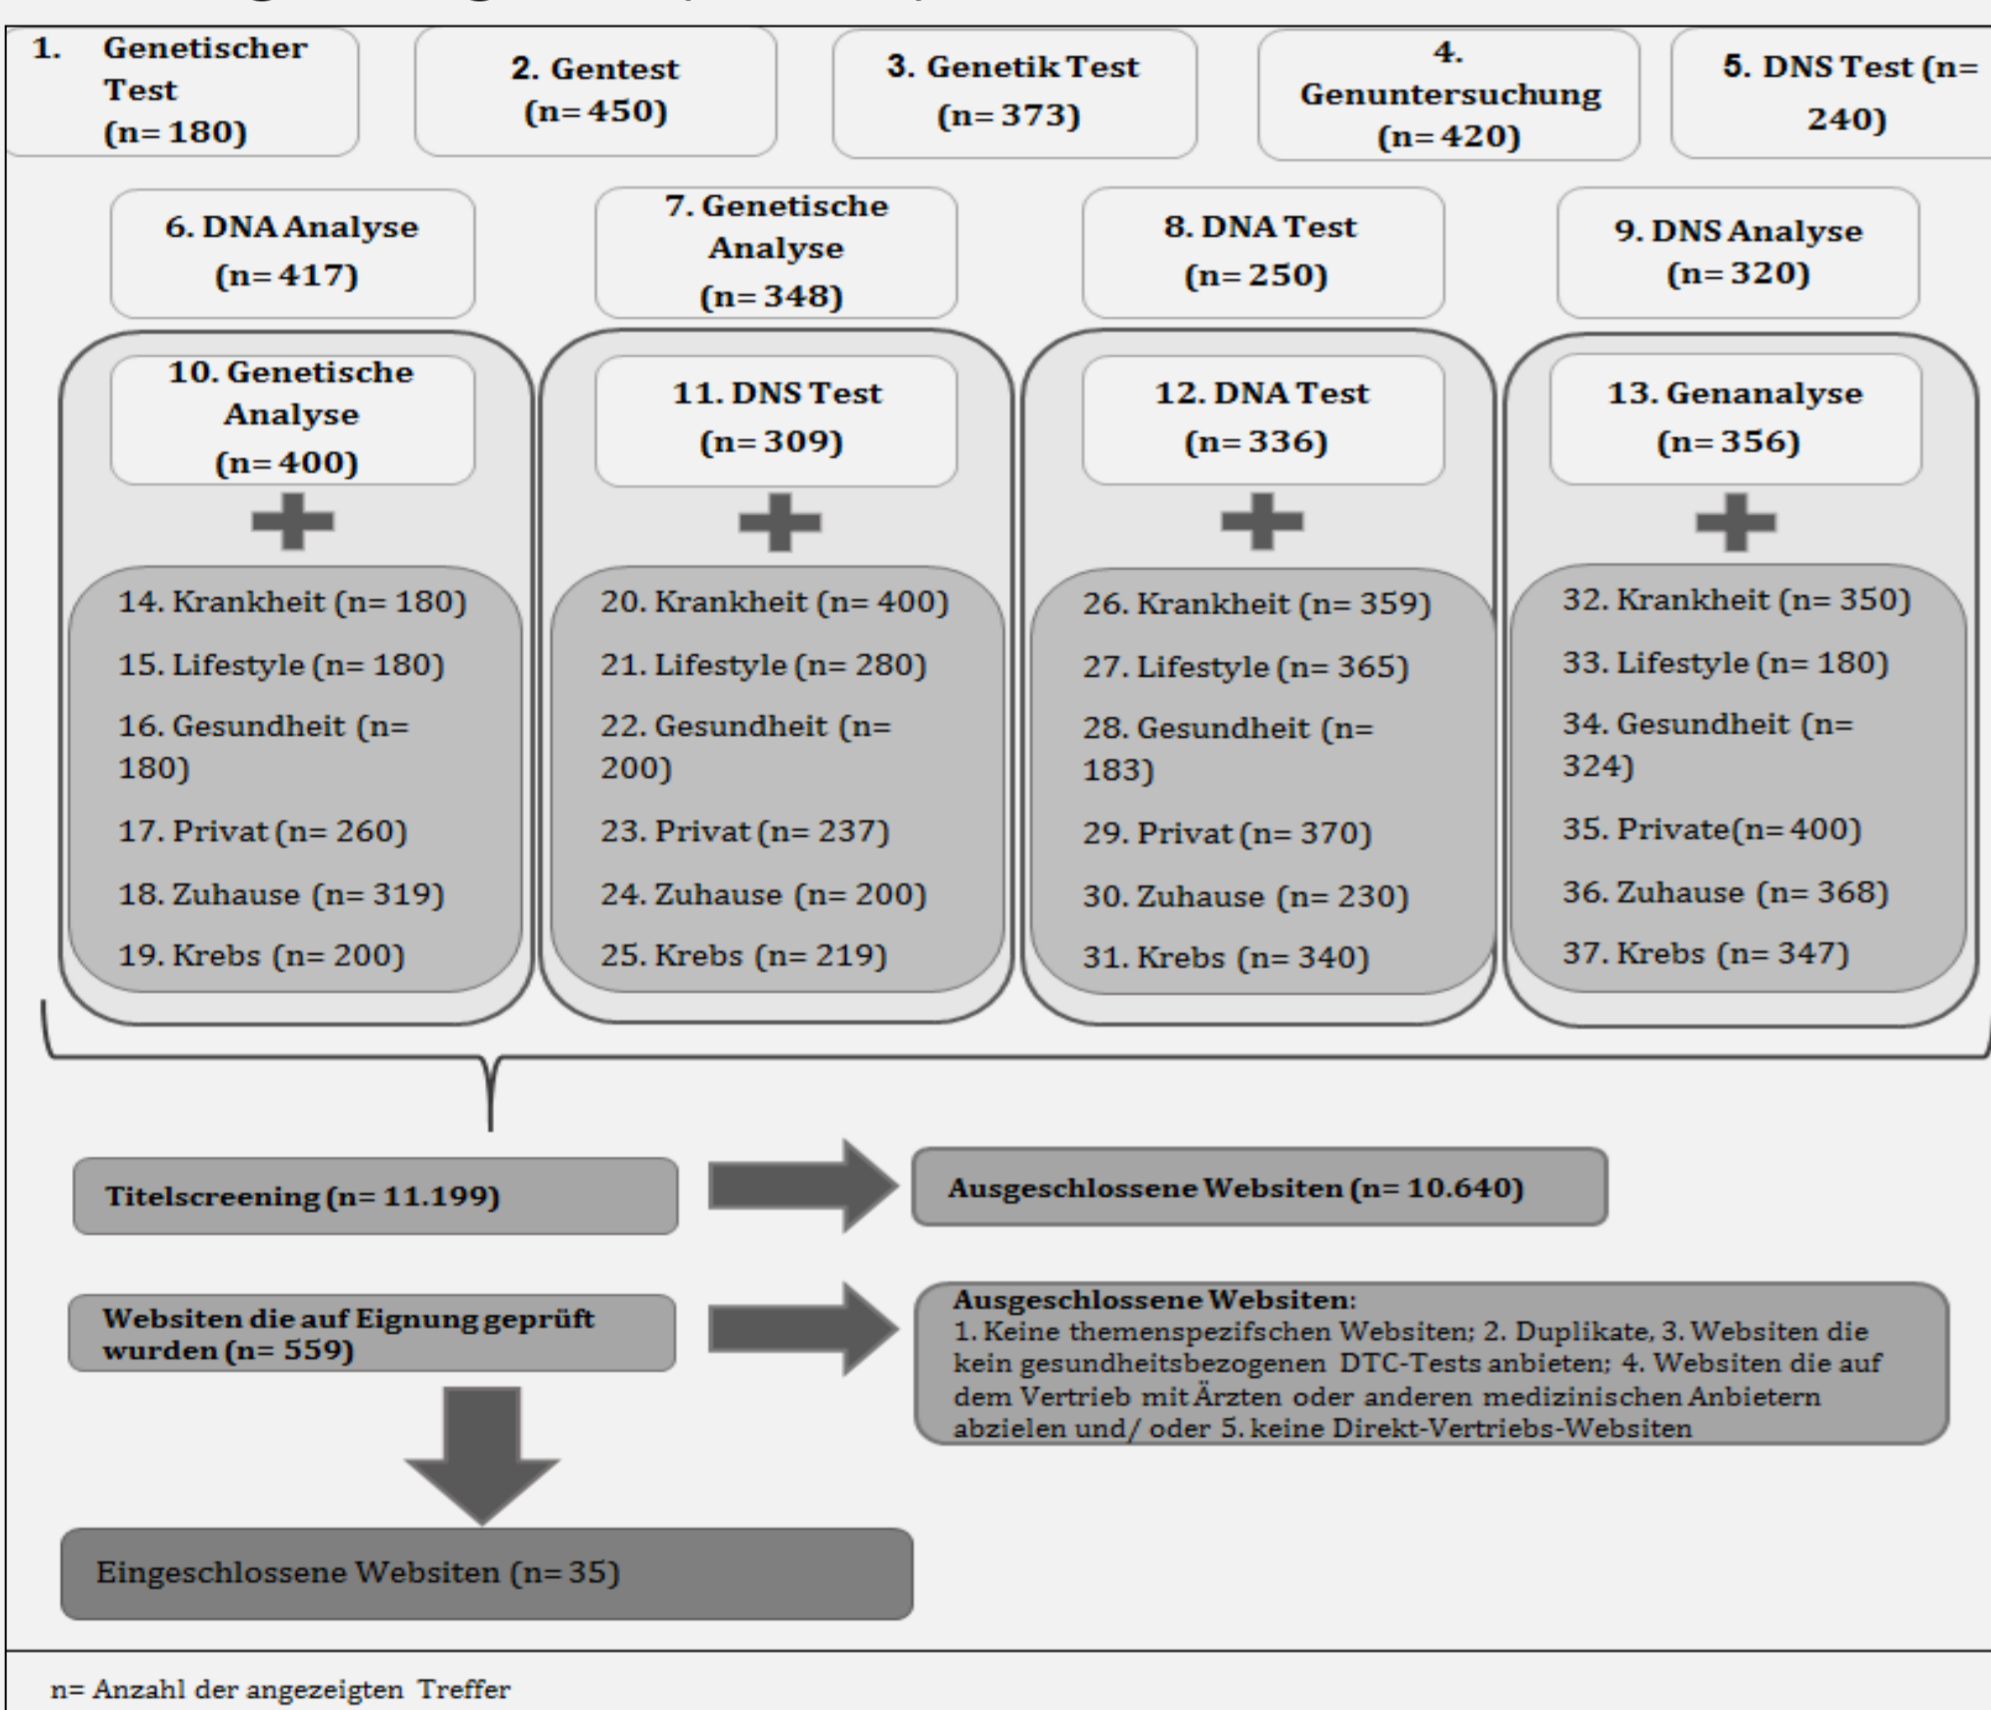 1. Genetischer
Test
(n= 180)
2. Gentest
(n= 450)
3. Genetik Test
(n= 373)
4.
Genuntersuchung
(n= 420)
5. DNS Test (n=
240)
6. DNA Analyse
(n= 417)
7. Genetische
Analyse
(n= 348)
8. DNA Test
(n= 250)
9. DNS Analyse
(n= 320)
10. Genetische
Analyse
(n= 400)
11. DNS Test
(n= 309)
12. DNA Test
(n= 336)
13. Genanalyse
(n= 356)
14. Krankheit (n= 180)
15. Lifestyle (n= 180)
16. Gesundheit (n=
180)
17. Privat (n= 260)
18. Zuhause (n= 319)
19. Krebs (n= 200)
20. Krankheit (n= 400)
21. Lifestyle (n= 280)
22. Gesundheit (n=
200)
23. Privat (n= 237)
24. Zuhause (n= 200)
25. Krebs (n= 219)
26. Krankheit (n= 359)
27. Lifestyle (n= 365)
28. Gesundheit (n=
183)
29. Privat (n= 370)
30. Zuhause (n= 230)
31. Krebs (n= 340)
32. Krankheit (n= 350)
33. Lifestyle (n= 180)
34. Gesundheit (n=
324)
35. Private(n= 400)
36. Zuhause (n= 368)
37. Krebs (n= 347)
Titelscreening (n= 11.199)
Ausgeschlossene Websiten (n= 10.640)
Websiten die auf Eignung geprüft
wurden (n= 559)
Ausgeschlossene Websiten:
1. Keine themenspezifschen Websiten; 2. Duplikate, 3. Websiten die
kein gesundheitsbezogenen DTC-Tests anbieten; 4. Websiten die auf
dem Vertrieb mit Ärzten oder anderen medizinischen Anbietern
abzielen und/ oder 5. keine Direkt-Vertriebs-Websiten
Eingeschlossene Websiten (n= 35)
n= Anzahl der angezeigten Treffer